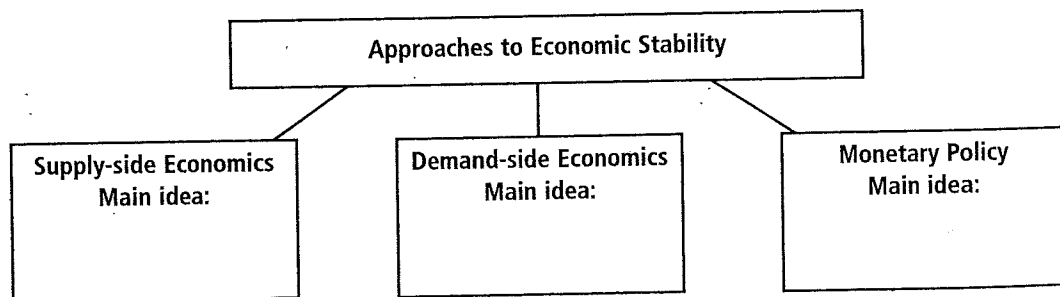 Approaches to Economic Stability
Supply-side Economics
Main idea:
Demand-side Economics
Main idea:
Monetary Policy
Main idea: